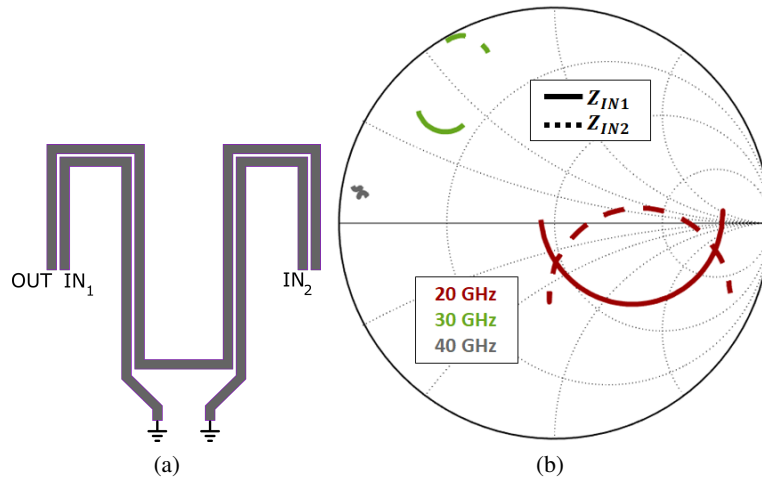 OUT IN1
IN2
(a)
ZIN1
ZIN2
20 GHz
30 GHz
40 GHz
(b)